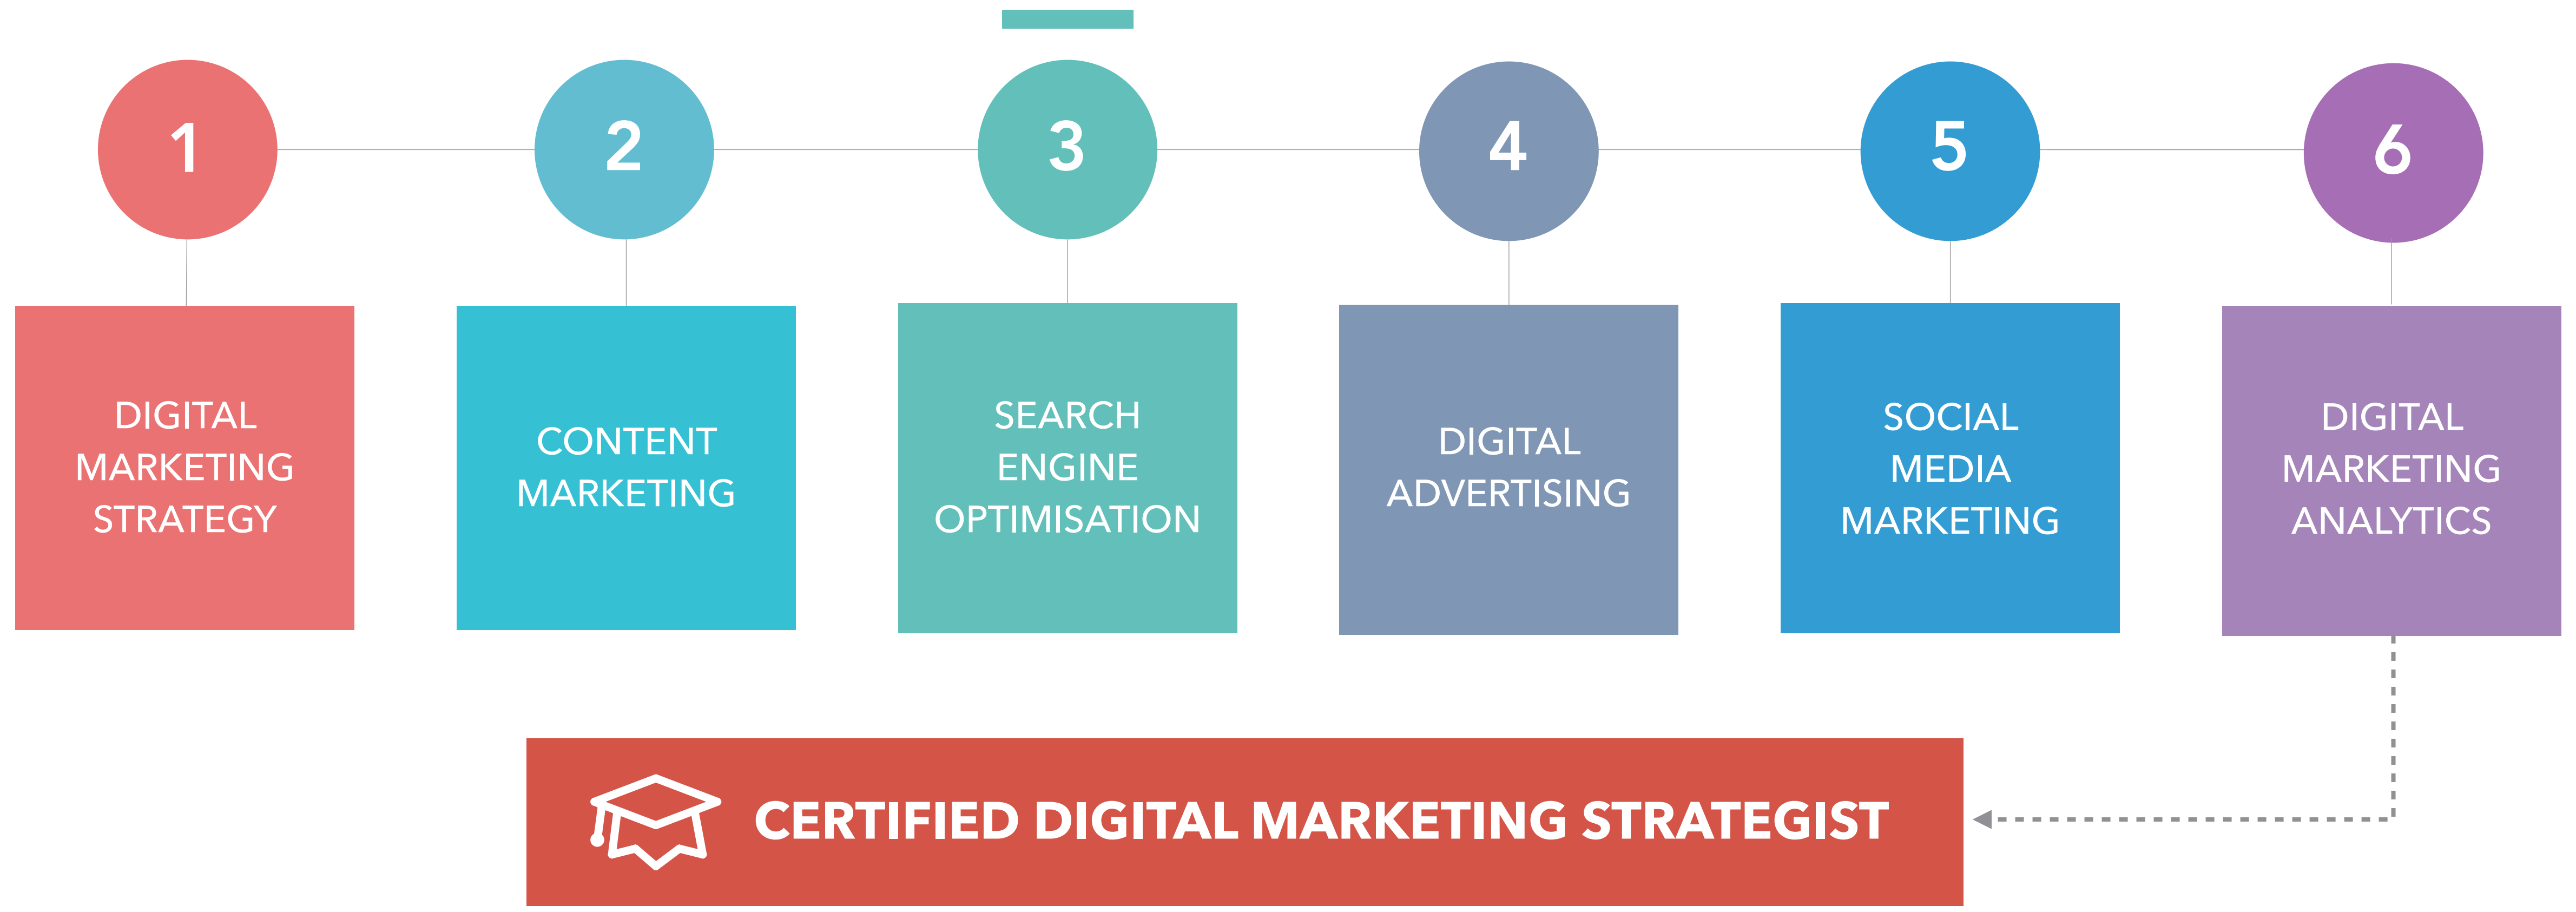 1
2
3
4
5
6
DIGITAL
MARKETING
STRATEGY
CONTENT
MARKETING
SEARCH
ENGINE
OPTIMISATION
DIGITAL
ADVERTISING
SOCIAL
MEDIA
MARKETING
DIGITAL
MARKETING
ANALYTICS
CERTIFIED DIGITAL MARKETING STRATEGIST